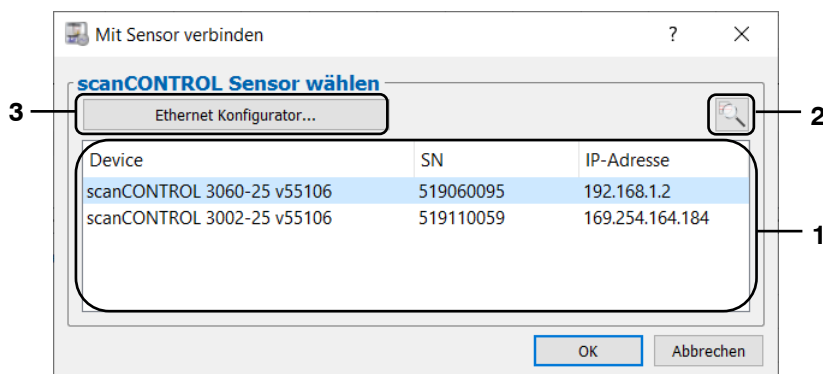 Mit Sensor verbinden ?
scanCONTROL Sensor wählen
3 Ethernet Konfigurator... 2
Device SN IP-Adresse
scanCONTROL 3060-25 v55106 519060095 192.168.1.2
scanCONTROL 3002-25 v55106 519110059 169.254.164.184
1
OK Abbrechen